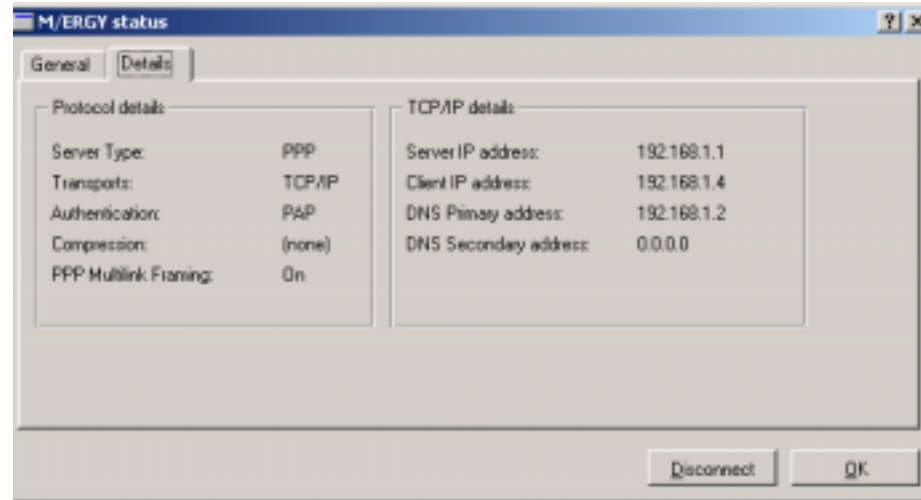 M/ERGY status
General Details
Protocol details
Server Type: PPP
Transports: TCP/IP
Authentication: PAP
Compression: (none)
PPP Multilink Framing: On
TCP/IP details
Server IP address: 192.168.1.1
Client IP address: 192.168.1.4
DNS Primary address: 192.168.1.2
DNS Secondary address: 0.0.0.0
Disconnect OK